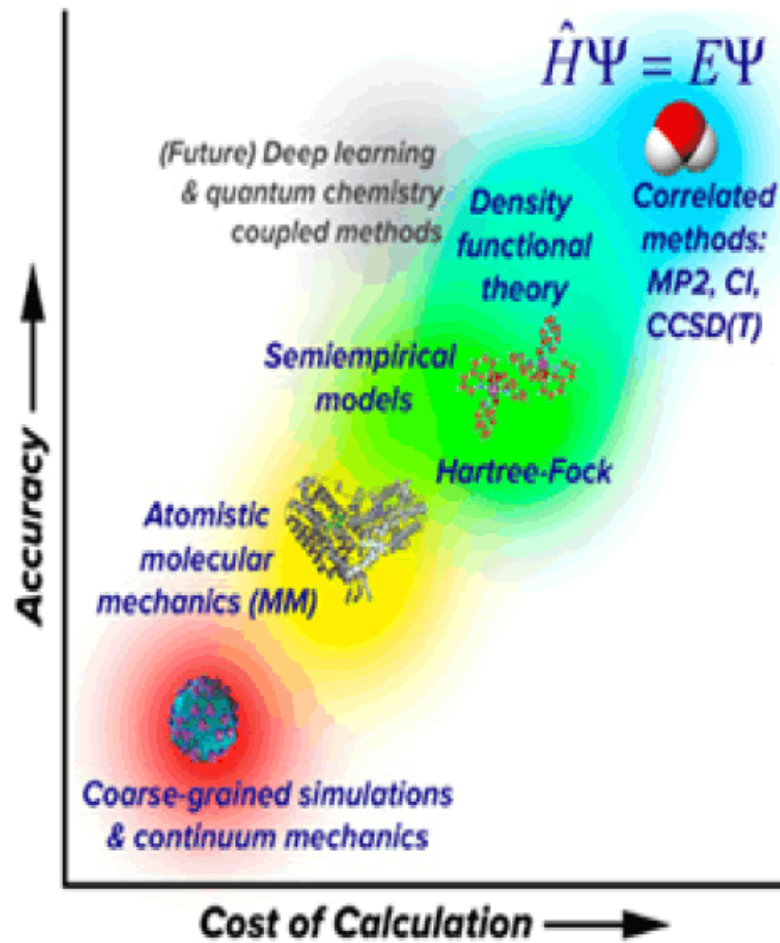 ĤΨ = EΨ
(Future) Deep learning
& quantum chemistry
coupled methods
Density
functional
theory
Correlated
methods:
MP2, CI,
CCSD(T)
Semiempirical
models
Hartree-Fock
Atomistic
molecular
mechanics (MM)
Coarse-grained simulations
& continuum mechanics
Accuracy
Cost of Calculation